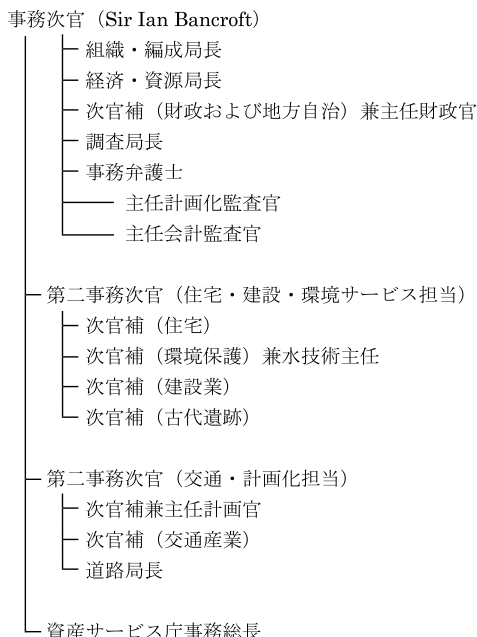 事務次官（Sir Ian Bancroft）
組織・編成局長
経済・資源局長
次官補（財政および地方自治）兼主任財政官
調査局長
事務弁護士
主任計画化監査官
主任会計監査官
第二事務次官（住宅・建設・環境サービス担当）
次官補（住宅）
次官補（環境保護）兼水技術主任
次官補（建設業）
次官補（古代遺跡）
第二事務次官（交通・計画化担当）
次官補兼主任計画官
次官補（交通産業）
道路局長
資産サービス庁事務総長